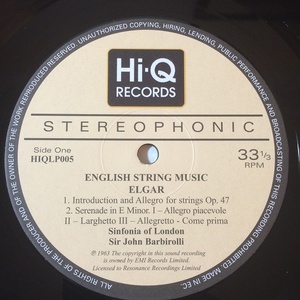 ALL RIGHTS OF THE PRODUCER AND OF THE OWNER OF THE WORK REPRODUCED RESERVED. UNAUTHORIZED COPYING, HIRING, LENDING, PUBLIC PERFORMANCE AND BROADCASTING OF THIS RECORDING PROHIBITED. MADE IN EC.
Hi·Q
RECORDS
STEREOPHONIC
Side One
HIQLP005
33 1/3
RPM
ENGLISH STRING MUSIC
ELGAR
1. Introduction and Allegro for strings Op. 47
2. Serenade in E Minor. I – Allegro piacevole
II – Larghetto III – Allegretto - Come prima
Sinfonia of London
Sir John Barbirolli
℗ 1963 The copyright in this sound recording
is owned by EMI Records Limited.
Licensed to Resonance Recordings Limited